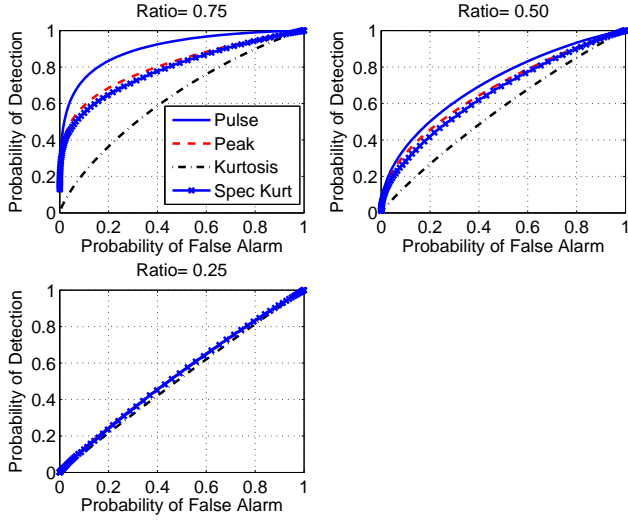 Ratio= 0.75
Probability of Detection
1
0.8
0.6
0.4
0.2
0
0 0.2 0.4 0.6 0.8 1
Probability of False Alarm
Pulse
Peak
Kurtosis
Spec Kurt
Ratio= 0.50
Probability of Detection
1
0.8
0.6
0.4
0.2
0
0 0.2 0.4 0.6 0.8 1
Probability of False Alarm
Ratio= 0.25
Probability of Detection
1
0.8
0.6
0.4
0.2
0
0 0.2 0.4 0.6 0.8 1
Probability of False Alarm